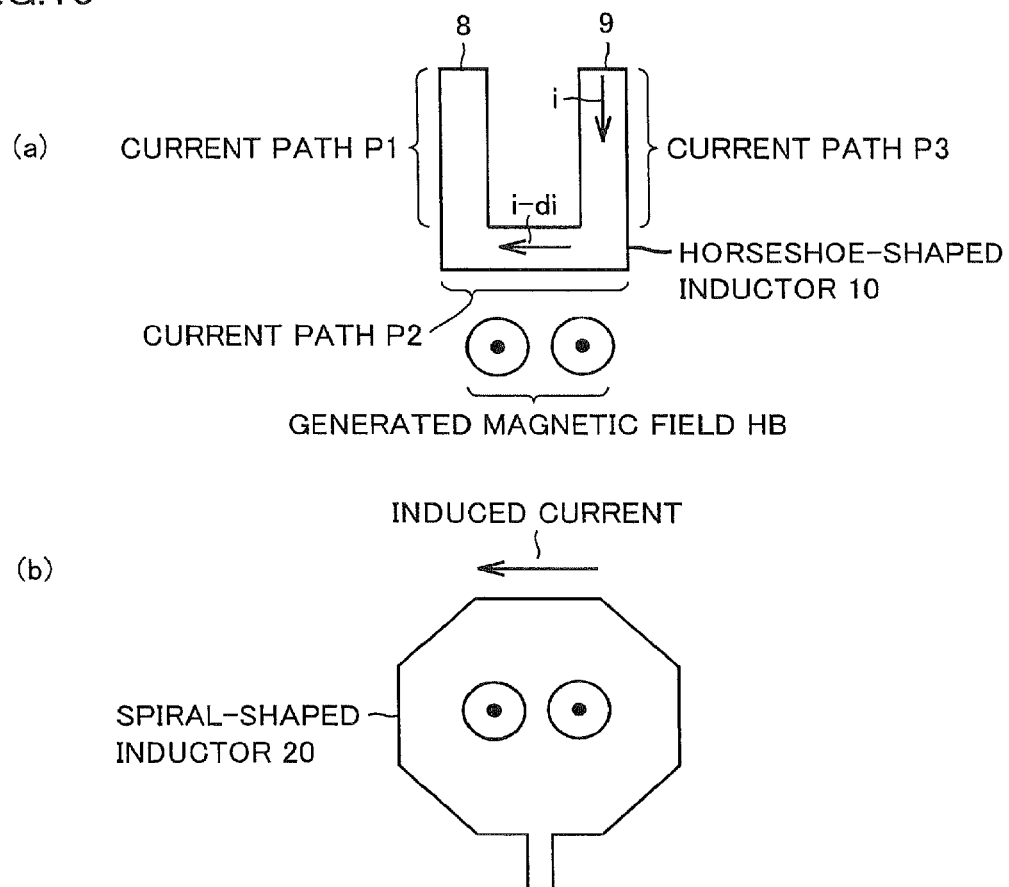 8
9
i
(a)
CURRENT PATH P1
CURRENT PATH P3
i-di
HORSESHOE-SHAPED
INDUCTOR 10
CURRENT PATH P2
GENERATED MAGNETIC FIELD HB
INDUCED CURRENT
(b)
SPIRAL-SHAPED
INDUCTOR 20